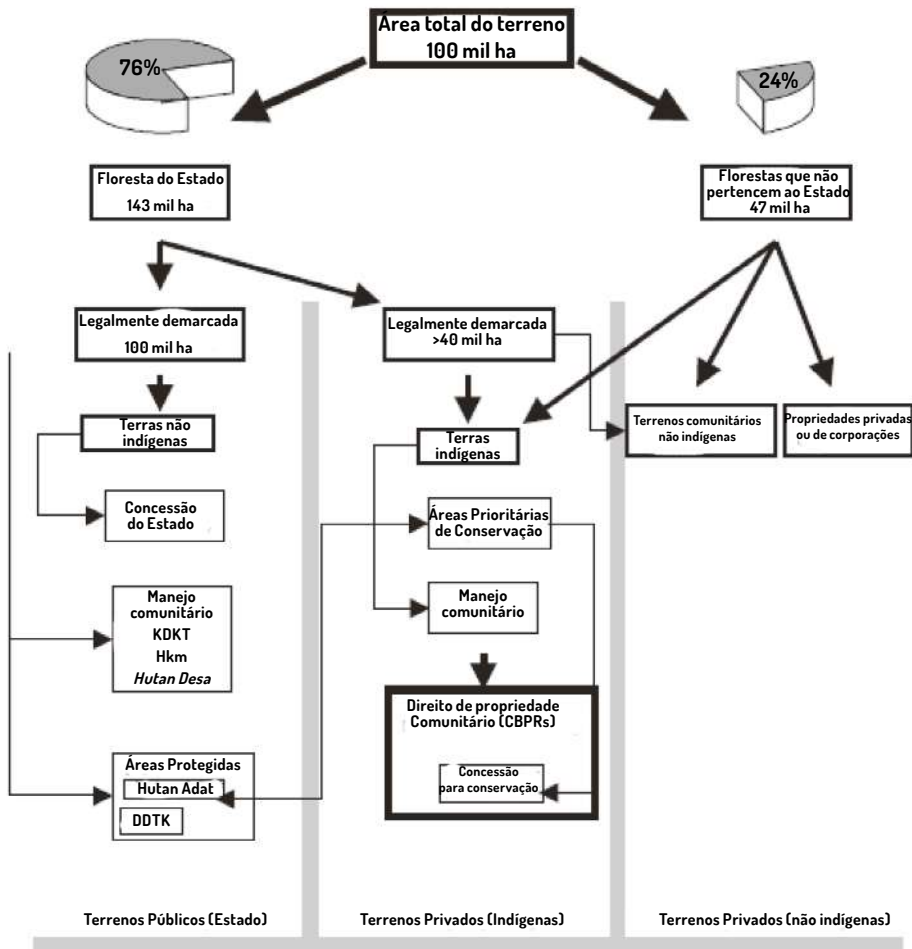 Área total do terreno
100 mil ha
76%
24%
Floresta do Estado
143 mil ha
Florestas que não
pertencem ao Estado
47 mil ha
Legalmente demarcada
100 mil ha
Legalmente demarcada
>40 mil ha
Terras não
indígenas
Terras
indígenas
Terrenos comunitários
não indígenas
Propriedades privadas
ou de corporações
Concessão
do Estado
Áreas Prioritárias
de Conservação
Manejo
comunitário
KDKT
Hkm
Hutan Desa
Manejo
comunitário
Direito de propriedade
Comunitário (CBPRs)
Concessão
para conservação
Áreas Protegidas
Hutan Adat
DDTK
Terrenos Públicos (Estado)
Terrenos Privados (Indígenas)
Terrenos Privados (não indígenas)